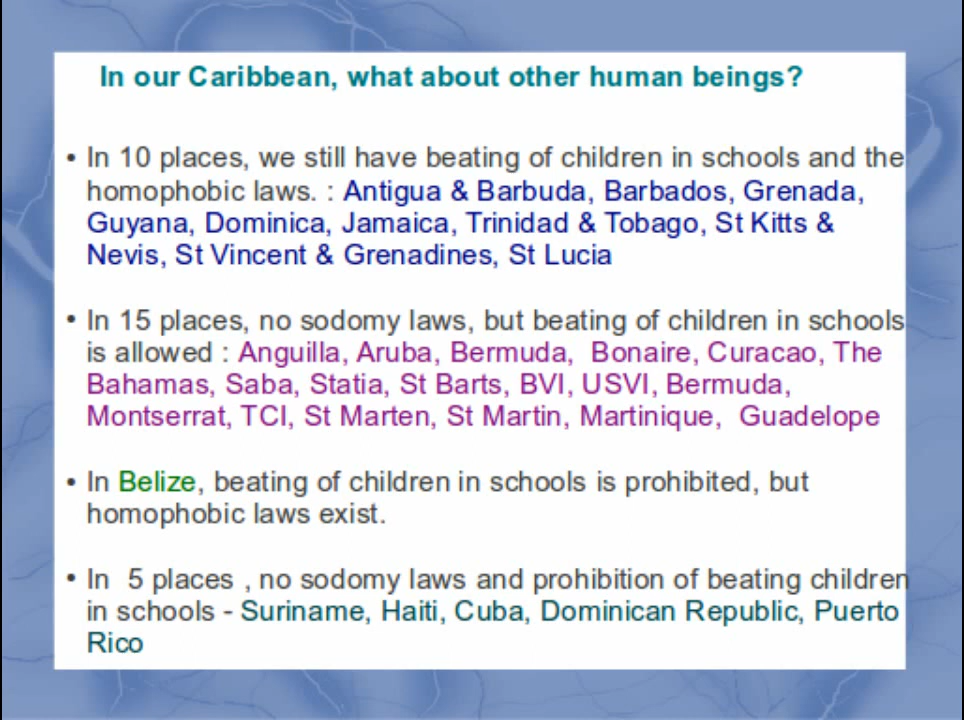 In our Caribbean, what about other human beings?
• In 10 places, we still have beating of children in schools and the
homophobic laws. : Antigua & Barbuda, Barbados, Grenada,
Guyana, Dominica, Jamaica, Trinidad & Tobago, St Kitts &
Nevis, St Vincent & Grenadines, St Lucia
• In 15 places, no sodomy laws, but beating of children in schools
is allowed : Anguilla, Aruba, Bermuda,  Bonaire, Curacao, The
Bahamas, Saba, Statia, St Barts, BVI, USVI, Bermuda,
Montserrat, TCI, St Marten, St Martin, Martinique,  Guadelope
• In Belize, beating of children in schools is prohibited, but
homophobic laws exist.
• In  5 places , no sodomy laws and prohibition of beating children
in schools - Suriname, Haiti, Cuba, Dominican Republic, Puerto
Rico